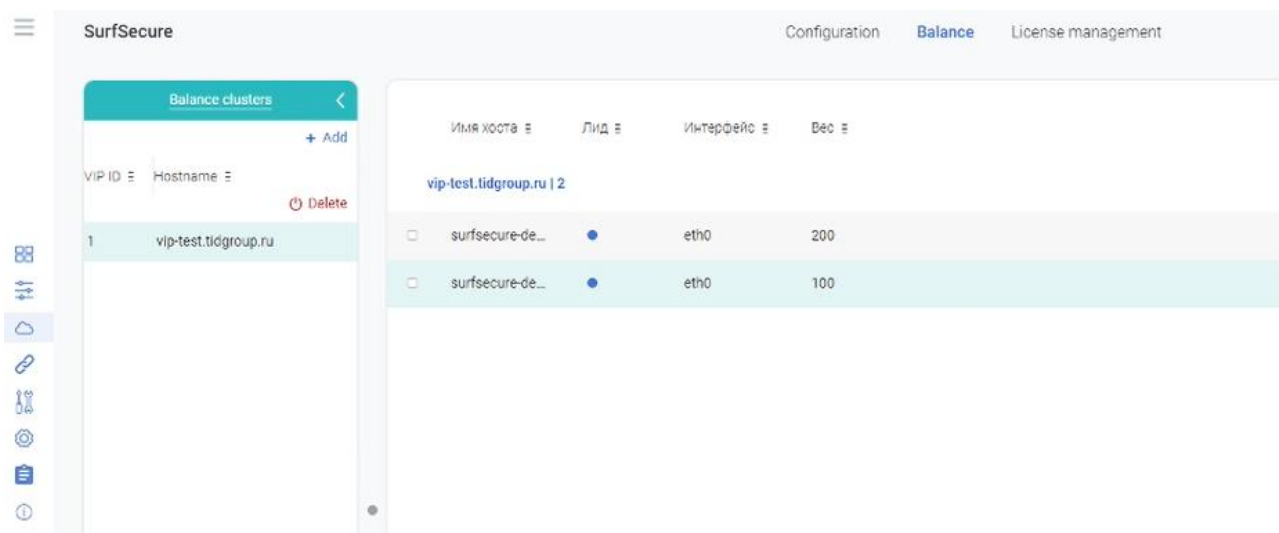 SurfSecure
Configuration Balance License management
Balance clusters
+ Add
VIP ID Hostname
Delete
1 vip-test.tidgroup.ru
Имя хоста Лид Интерфейс Вес
vip-test.tidgroup.ru | 2
surfsecure-de... eth0 200
surfsecure-de... eth0 100